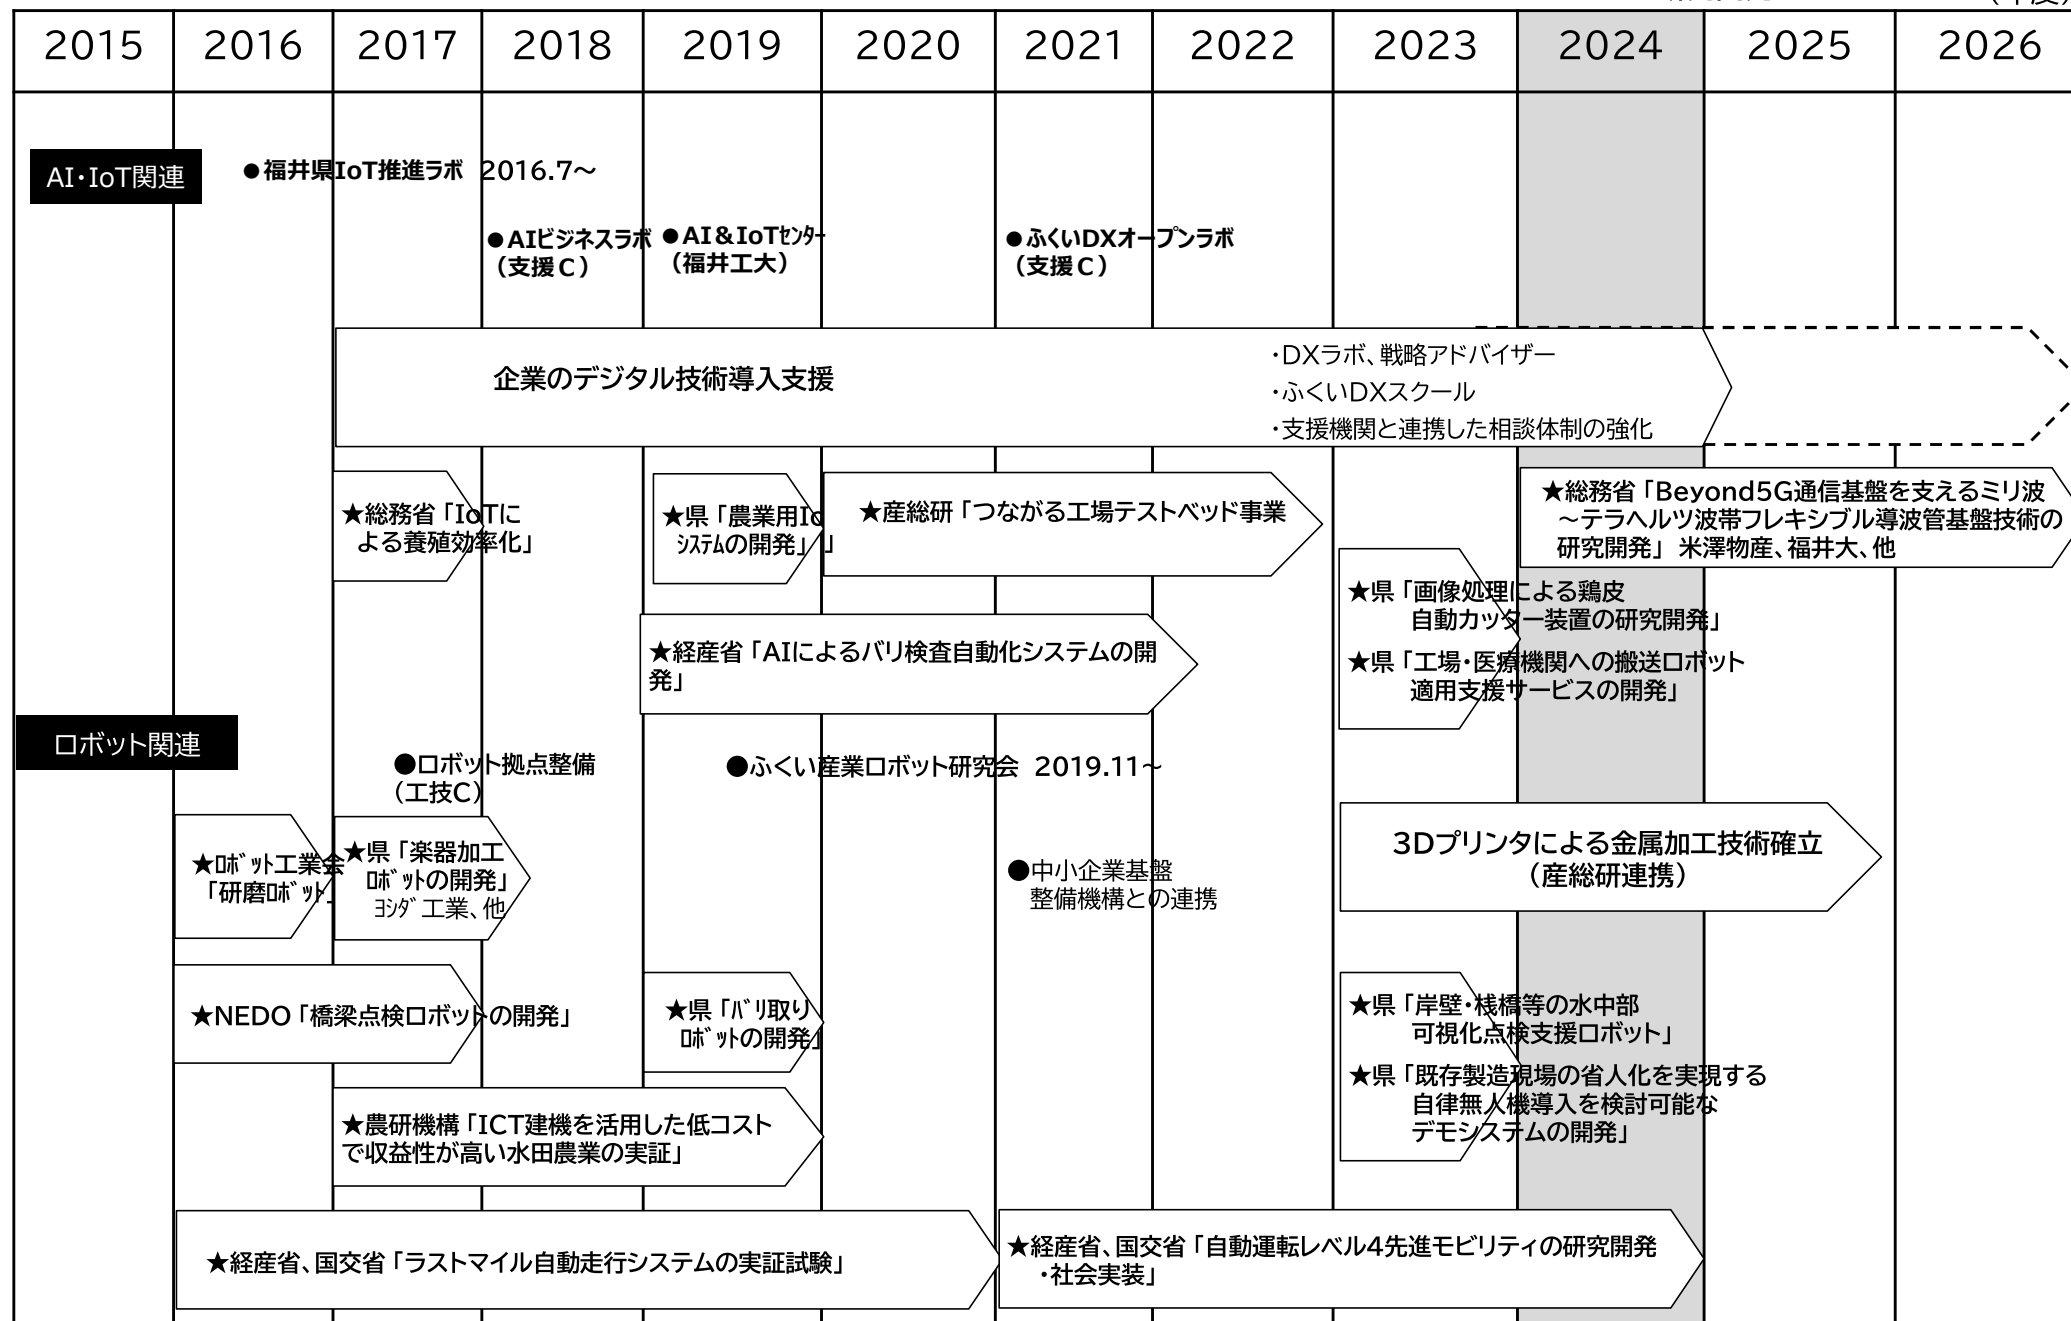 2015 2016 2017 2018 2019 2020 2021 2022 2023 2024 2025 2026
AI・IoT関連
●福井県IoT推進ラボ 2016.7～
●AIビジネスラボ
（支援C）
●AI＆IoTｾﾝﾀｰ
（福井工大）
●ふくいDXオープンラボ
（支援C）
企業のデジタル技術導入支援
・DXラボ、戦略アドバイザー
・ふくいDXスクール
・支援機関と連携した相談体制の強化
★総務省「IoTに
よる養殖効率化」
★県「農業用Io
ｼｽﾃﾑの開発」
」
★産総研「つながる工場テストベッド事業
★総務省「Beyond5G通信基盤を支えるミリ波
～テラヘルツ波帯フレキシブル導波管基盤技術の
研究開発」 米澤物産、福井大、他
★県「画像処理による鶏皮
自動カッター装置の研究開発」
★県「工場・医療機関への搬送ロボット
適用支援サービスの開発」
★経産省「AIによるバリ検査自動化システムの開
発」
ロボット関連
●ロボット拠点整備
（工技C）
●ふくい産業ロボット研究会 2019.11～
★ﾛﾎﾞｯﾄ工業会
「研磨ﾛﾎﾞｯﾄ」
★県「楽器加工
ﾛﾎﾞｯﾄの開発」
ﾖｼﾀﾞ工業、他
●中小企業基盤
整備機構との連携
3Dプリンタによる金属加工技術確立
（産総研連携）
★NEDO「橋梁点検ロボットの開発」
★県「ﾊﾞﾘ取り
ﾛﾎﾞｯﾄの開発」
★県「岸壁・桟橋等の水中部
可視化点検支援ロボット」
★県「既存製造現場の省人化を実現する
自律無人機導入を検討可能な
デモシステムの開発」
★農研機構「ICT建機を活用した低コスト
で収益性が高い水田農業の実証」
★経産省、国交省「ラストマイル自動走行システムの実証試験」
★経産省、国交省「自動運転レベル4先進モビリティの研究開発
・社会実装」